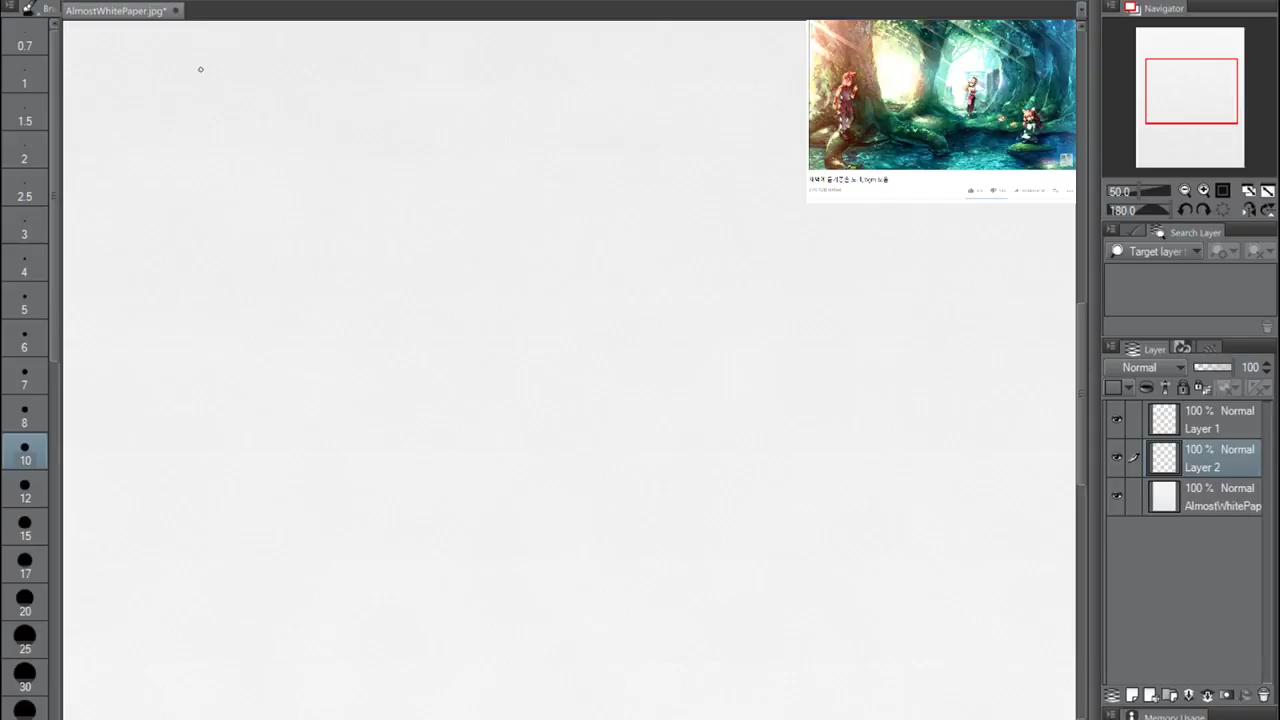 Bru
AlmostWhitePaper.jpg*
Navigator
0.7
1
1.5
2
2.5
3
4
5
6
7
8
10
12
15
17
20
25
30
50.0
180.0
Search Layer
Target layer
Layer
Normal
100
100 % Normal
Layer 1
100 % Normal
Layer 2
100 % Normal
AlmostWhitePap
Memory Usage